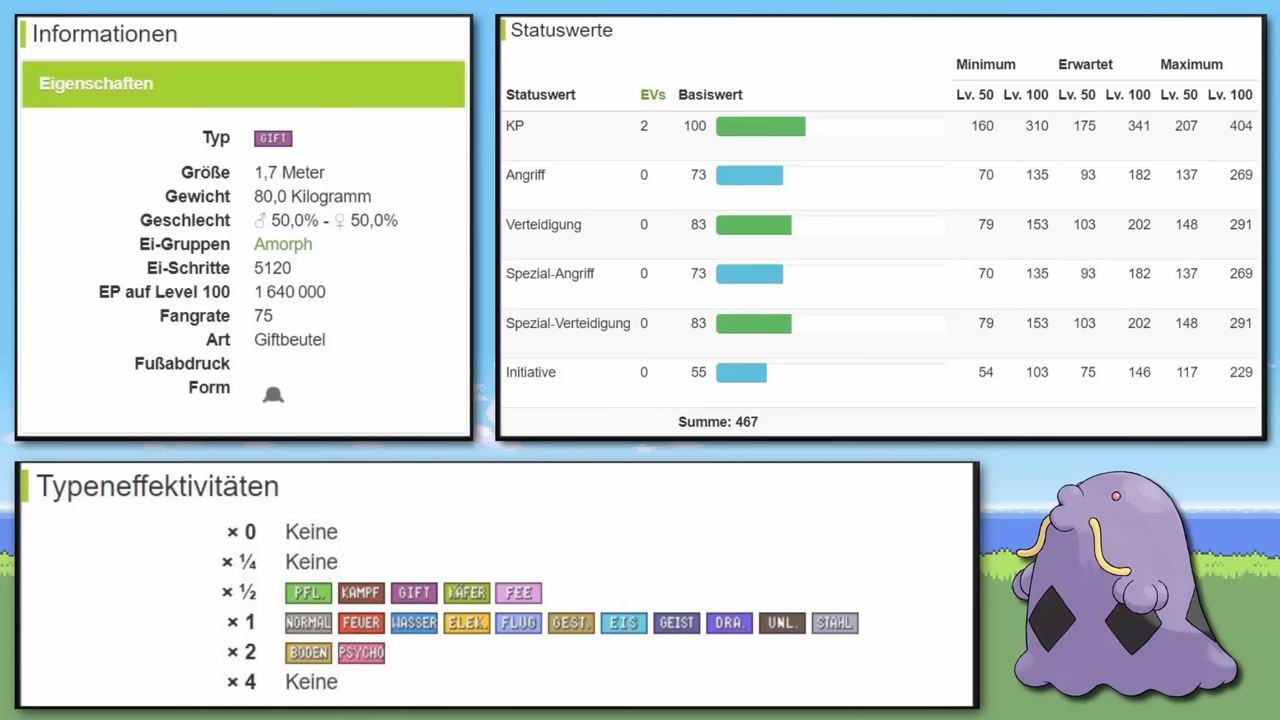 Informationen
Eigenschaften
Typ GIFT
Größe 1,7 Meter
Gewicht 80,0 Kilogramm
Geschlecht ♂ 50,0% - ♀ 50,0%
Ei-Gruppen Amorph
Ei-Schritte 5120
EP auf Level 100 1 640 000
Fangrate 75
Art Giftbeutel
Fußabdruck
Form
Statuswerte
Minimum Erwartet Maximum
Statuswert EVs Basiswert Lv. 50 Lv. 100 Lv. 50 Lv. 100 Lv. 50 Lv. 100
KP 2 100 160 310 175 341 207 404
Angriff 0 73 70 135 93 182 137 269
Verteidigung 0 83 79 153 103 202 148 291
Spezial-Angriff 0 73 70 135 93 182 137 269
Spezial-Verteidigung 0 83 79 153 103 202 148 291
Initiative 0 55 54 103 75 146 117 229
Summe: 467
Typeneffektivitäten
× 0 Keine
× ¼ Keine
× ½ PFL. KAMPF GIFT KÄFER FEE
× 1 NORMAL FEUER WASSER ELEK. FLUG GEST. EIS GEIST DRA. UNL. STAHL
× 2 BODEN PSYCHO
× 4 Keine